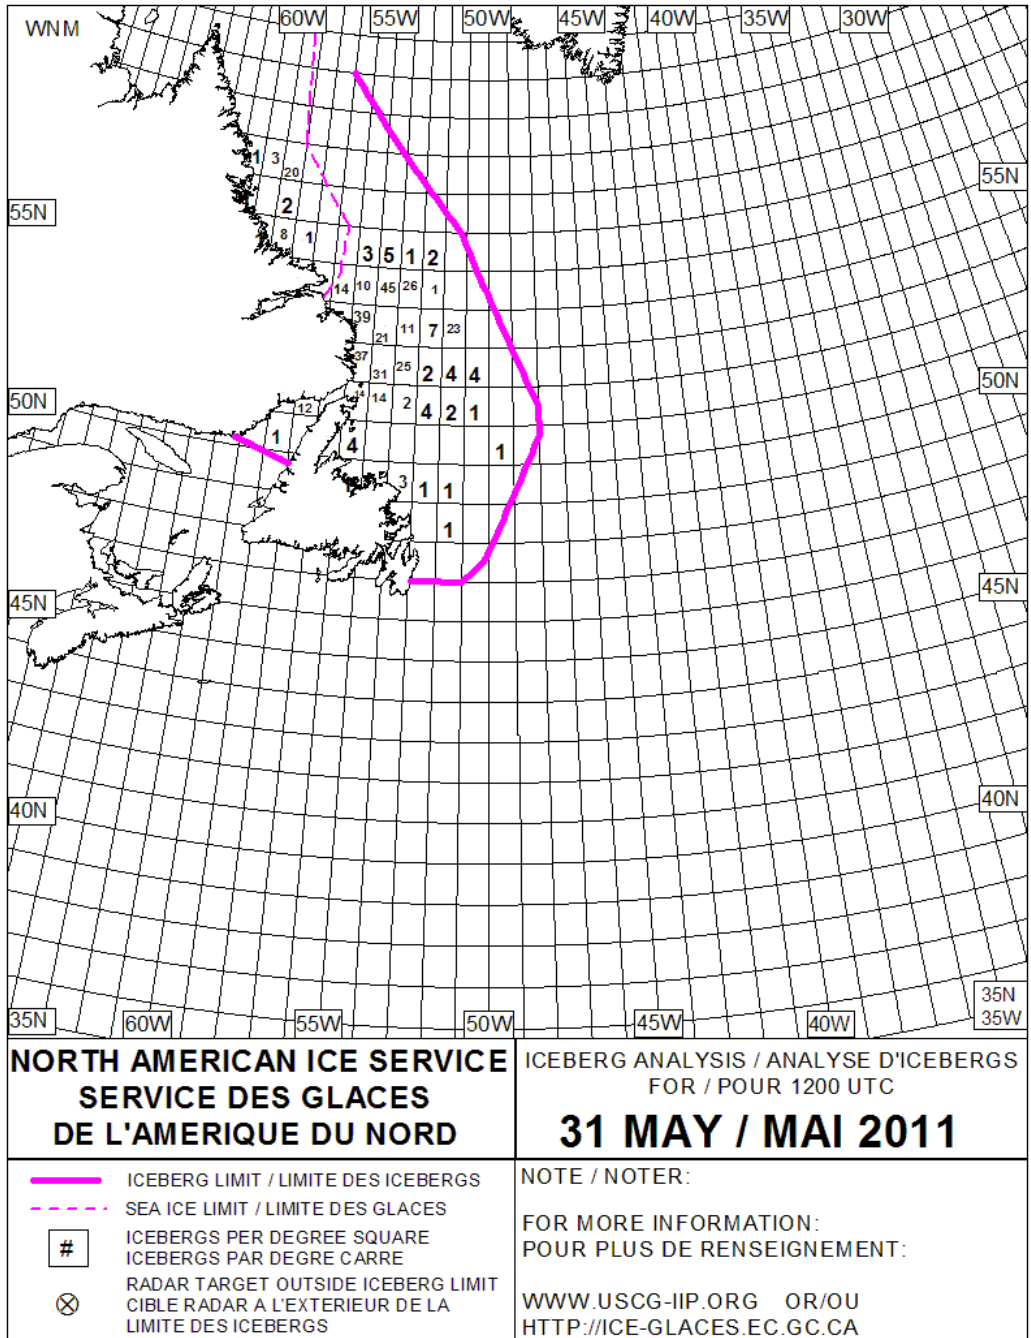 WNM
60W 55W 50W 45W 40W 35W 30W
1 3
20
55N
2
55N
8 1
3 5 1 2
14 10 45 26 1
39
21 11 7 23
37
31 25 2 4 4
50N
14 14 2 4 2 1
50N
12
1 4 1
3 1 1
1
45N
45N
40N
40N
35N
60W 55W 50W 45W 40W
35N
35W
NORTH AMERICAN ICE SERVICE
SERVICE DES GLACES
DE L'AMERIQUE DU NORD
ICEBERG ANALYSIS / ANALYSE D'ICEBERGS
FOR / POUR 1200 UTC
31 MAY / MAI 2011
ICEBERG LIMIT / LIMITE DES ICEBERGS
SEA ICE LIMIT / LIMITE DES GLACES
#
ICEBERGS PER DEGREE SQUARE
ICEBERGS PAR DEGRE CARRE
RADAR TARGET OUTSIDE ICEBERG LIMIT
CIBLE RADAR A L'EXTERIEUR DE LA
LIMITE DES ICEBERGS
NOTE / NOTER:
FOR MORE INFORMATION:
POUR PLUS DE RENSEIGNEMENT:
WWW.USCG-IIP.ORG OR/OU
HTTP://ICE-GLACES.EC.GC.CA